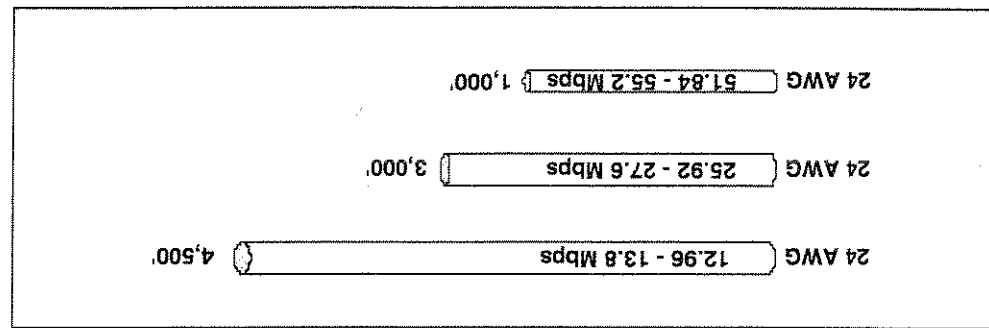 24 AWG 12.96 - 13.8 Mbps 4,500'
24 AWG 25.92 - 27.6 Mbps 3,000'
24 AWG 51.84 - 55.2 Mbps 1,000'